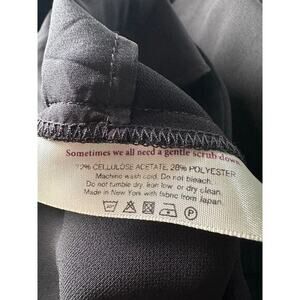 Sometimes we all need a gentle scrub down.
72% CELLULOSE ACETATE, 28% POLYESTER
Machine wash cold. Do not bleach.
Do not tumble dry. Iron low or dry clean.
Made in New York with fabric from Japan.
P